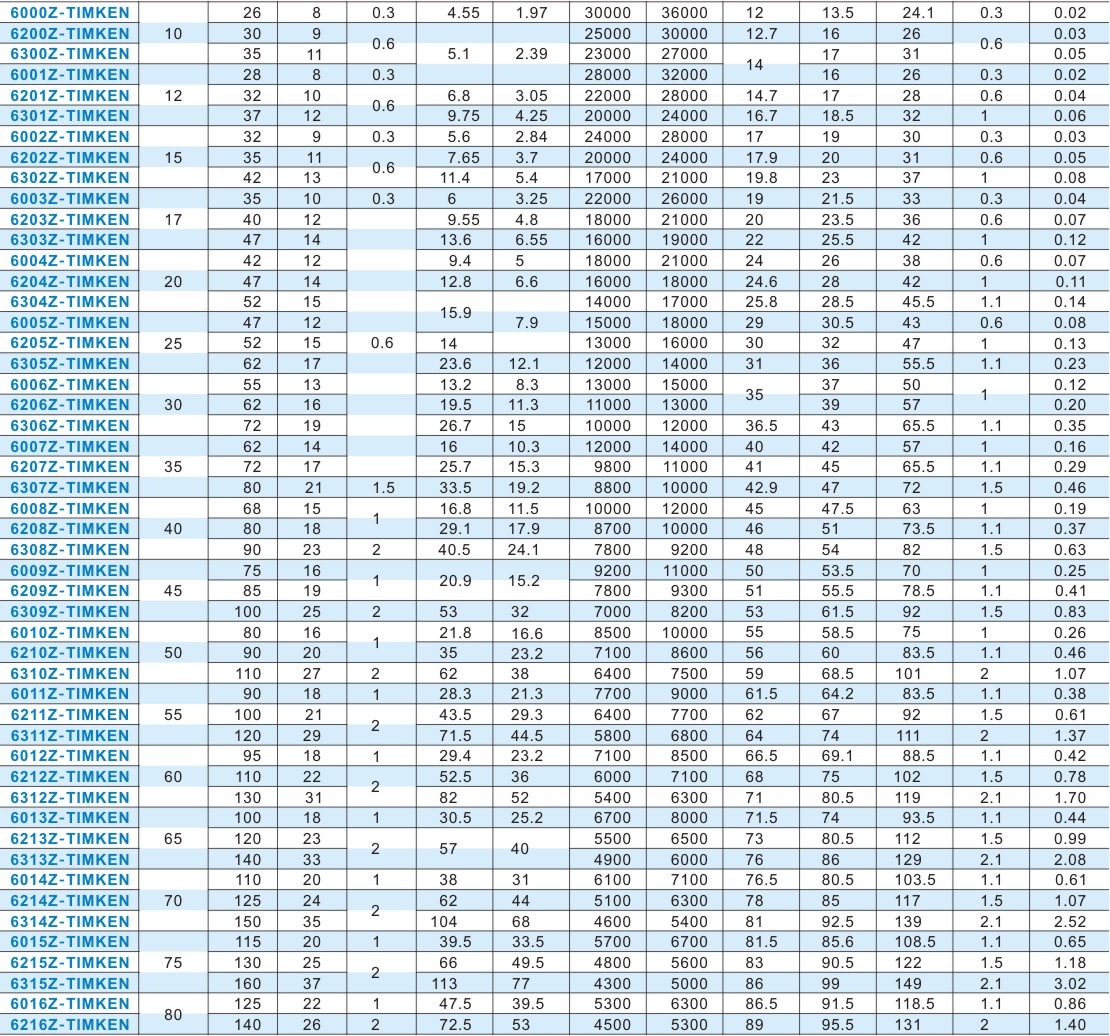 6000Z-TIMKEN 26 8 0.3 4.55 1.97 30000 36000 12 13.5 24.1 0.3 0.02
6200Z-TIMKEN 10 30 9 0.6 25000 30000 12.7 16 26 0.6 0.03
6300Z-TIMKEN 35 11 5.1 2.39 23000 27000 14 17 31 0.05
6001Z-TIMKEN 28 8 0.3 28000 32000 16 26 0.3 0.02
6201Z-TIMKEN 12 32 10 0.6 6.8 3.05 22000 28000 14.7 17 28 0.6 0.04
6301Z-TIMKEN 37 12 9.75 4.25 20000 24000 16.7 18.5 32 1 0.06
6002Z-TIMKEN 32 9 0.3 5.6 2.84 24000 28000 17 19 30 0.3 0.03
6202Z-TIMKEN 15 35 11 0.6 7.65 3.7 20000 24000 17.9 20 31 0.6 0.05
6302Z-TIMKEN 42 13 11.4 5.4 17000 21000 19.8 23 37 1 0.08
6003Z-TIMKEN 35 10 0.3 6 3.25 22000 26000 19 21.5 33 0.3 0.04
6203Z-TIMKEN 17 40 12 9.55 4.8 18000 21000 20 23.5 36 0.6 0.07
6303Z-TIMKEN 47 14 13.6 6.55 16000 19000 22 25.5 42 1 0.12
6004Z-TIMKEN 42 12 9.4 5 18000 21000 24 26 38 0.6 0.07
6204Z-TIMKEN 20 47 14 12.8 6.6 16000 18000 24.6 28 42 1 0.11
6304Z-TIMKEN 52 15 15.9 14000 17000 25.8 28.5 45.5 1.1 0.14
6005Z-TIMKEN 47 12 7.9 15000 18000 29 30.5 43 0.6 0.08
6205Z-TIMKEN 25 52 15 0.6 14 13000 16000 30 32 47 1 0.13
6305Z-TIMKEN 62 17 23.6 12.1 12000 14000 31 36 55.5 1.1 0.23
6006Z-TIMKEN 55 13 13.2 8.3 13000 15000 35 37 50 1 0.12
6206Z-TIMKEN 30 62 16 19.5 11.3 11000 13000 39 57 0.20
6306Z-TIMKEN 72 19 26.7 15 10000 12000 36.5 43 65.5 1.1 0.35
6007Z-TIMKEN 62 14 16 10.3 12000 14000 40 42 57 1 0.16
6207Z-TIMKEN 35 72 17 25.7 15.3 9800 11000 41 45 65.5 1.1 0.29
6307Z-TIMKEN 80 21 1.5 33.5 19.2 8800 10000 42.9 47 72 1.5 0.46
6008Z-TIMKEN 68 15 1 16.8 11.5 10000 12000 45 47.5 63 1 0.19
6208Z-TIMKEN 40 80 18 29.1 17.9 8700 10000 46 51 73.5 1.1 0.37
6308Z-TIMKEN 90 23 2 40.5 24.1 7800 9200 48 54 82 1.5 0.63
6009Z-TIMKEN 75 16 1 20.9 15.2 9200 11000 50 53.5 70 1 0.25
6209Z-TIMKEN 45 85 19 7800 9300 51 55.5 78.5 1.1 0.41
6309Z-TIMKEN 100 25 2 53 32 7000 8200 53 61.5 92 1.5 0.83
6010Z-TIMKEN 80 16 1 21.8 16.6 8500 10000 55 58.5 75 1 0.26
6210Z-TIMKEN 50 90 20 35 23.2 7100 8600 56 60 83.5 1.1 0.46
6310Z-TIMKEN 110 27 2 62 38 6400 7500 59 68.5 101 2 1.07
6011Z-TIMKEN 90 18 1 28.3 21.3 7700 9000 61.5 64.2 83.5 1.1 0.38
6211Z-TIMKEN 55 100 21 2 43.5 29.3 6400 7700 62 67 92 1.5 0.61
6311Z-TIMKEN 120 29 71.5 44.5 5800 6800 64 74 111 2 1.37
6012Z-TIMKEN 95 18 1 29.4 23.2 7100 8500 66.5 69.1 88.5 1.1 0.42
6212Z-TIMKEN 60 110 22 2 52.5 36 6000 7100 68 75 102 1.5 0.78
6312Z-TIMKEN 130 31 82 52 5400 6300 71 80.5 119 2.1 1.70
6013Z-TIMKEN 100 18 1 30.5 25.2 6700 8000 71.5 74 93.5 1.1 0.44
6213Z-TIMKEN 65 120 23 2 57 40 5500 6500 73 80.5 112 1.5 0.99
6313Z-TIMKEN 140 33 4900 6000 76 86 129 2.1 2.08
6014Z-TIMKEN 110 20 1 38 31 6100 7100 76.5 80.5 103.5 1.1 0.61
6214Z-TIMKEN 70 125 24 2 62 44 5100 6300 78 85 117 1.5 1.07
6314Z-TIMKEN 150 35 104 68 4600 5400 81 92.5 139 2.1 2.52
6015Z-TIMKEN 115 20 1 39.5 33.5 5700 6700 81.5 85.6 108.5 1.1 0.65
6215Z-TIMKEN 75 130 25 2 66 49.5 4800 5600 83 90.5 122 1.5 1.18
6315Z-TIMKEN 160 37 113 77 4300 5000 86 99 149 2.1 3.02
6016Z-TIMKEN 80 125 22 1 47.5 39.5 5300 6300 86.5 91.5 118.5 1.1 0.86
6216Z-TIMKEN 140 26 2 72.5 53 4500 5300 89 95.5 131 2 1.40